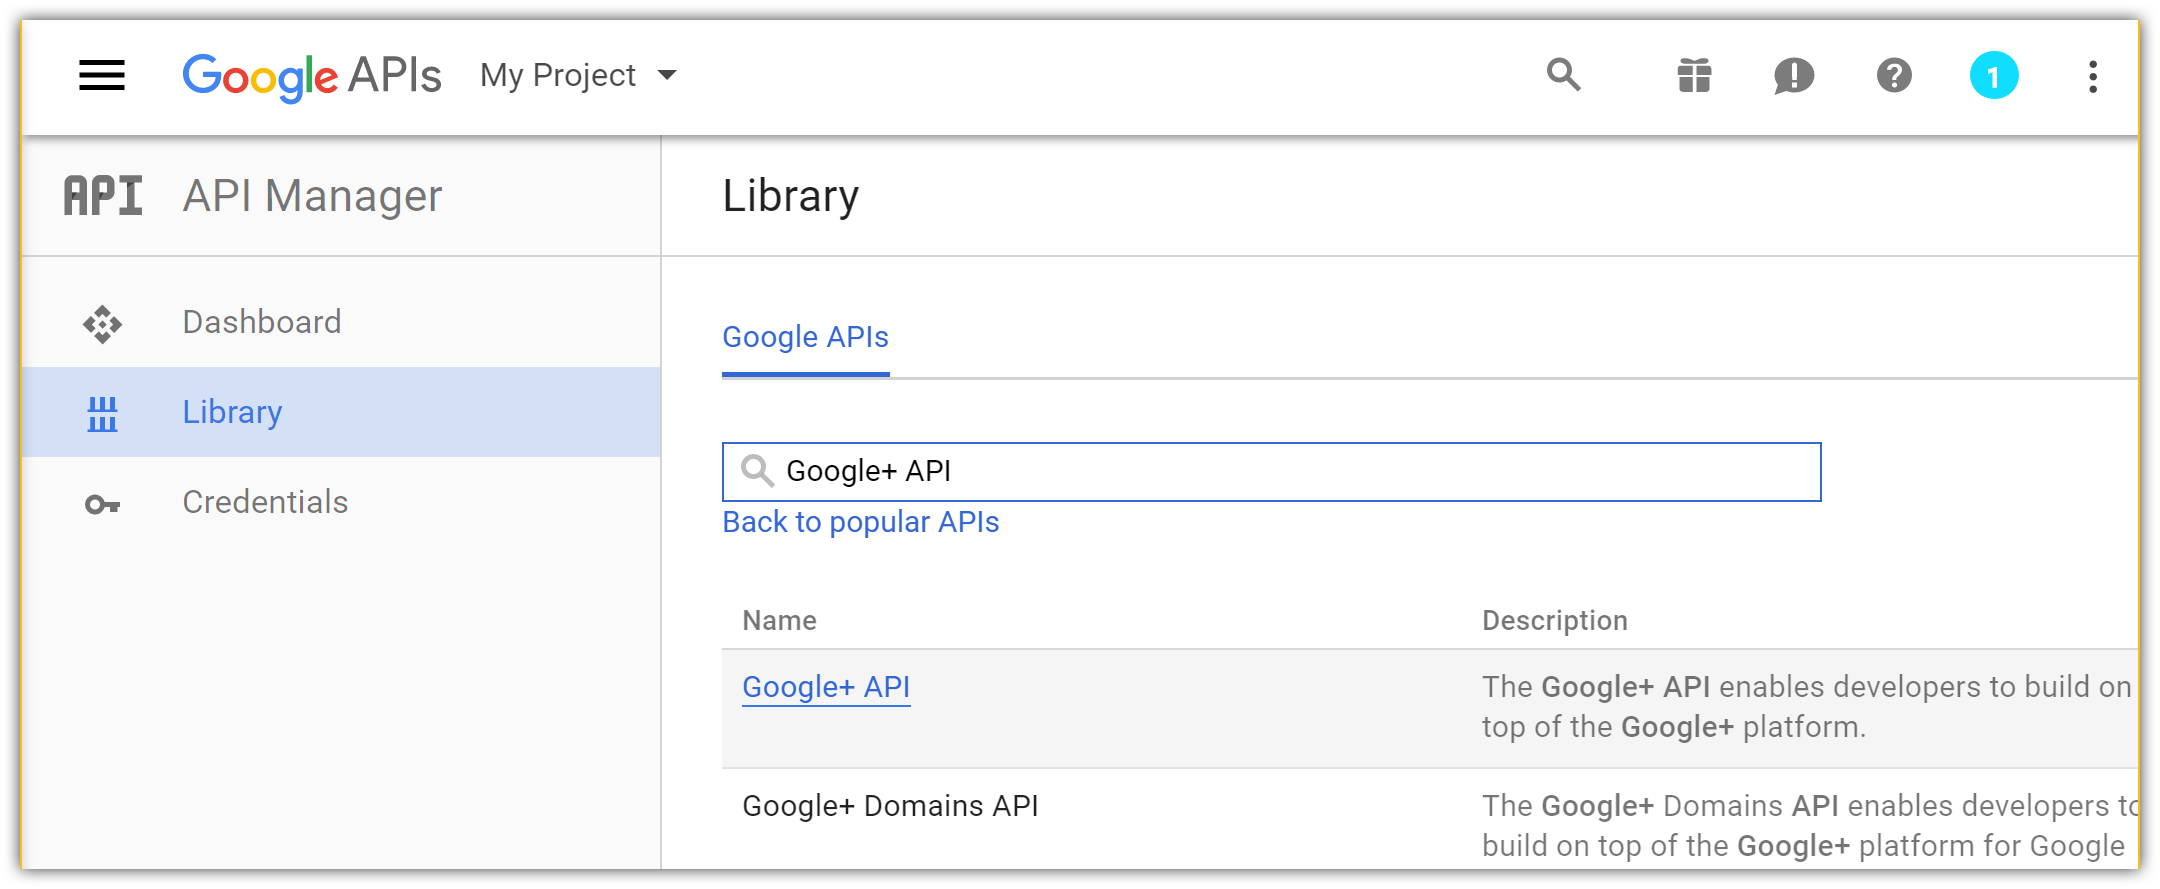 Google APIs My Project 1
API API Manager
Library
Dashboard
Library
Credentials
Google APIs
Google+ API
Back to popular APIs
Name Description
Google+ API The Google+ API enables developers to build on
top of the Google+ platform.
Google+ Domains API The Google+ Domains API enables developers to
build on top of the Google+ platform for Google